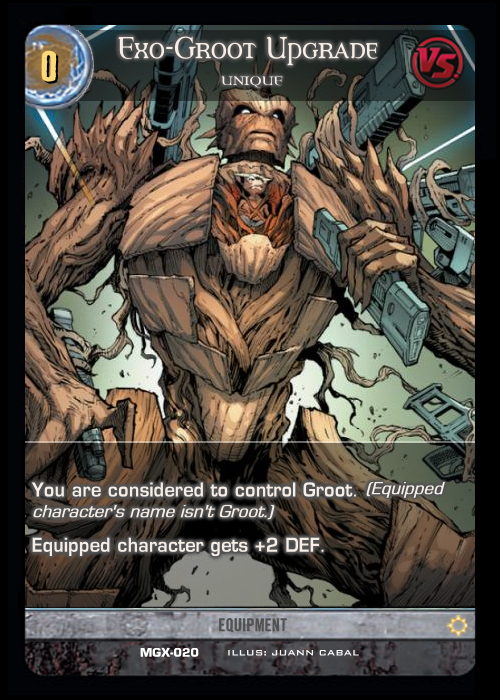 0
Exo-Groot Upgrade
UNIQUE
VS.
You are considered to control Groot. (Equipped
character's name isn't Groot.)
Equipped character gets +2 DEF.
EQUIPMENT
MGX-020 ILLUS: JUANN CABAL